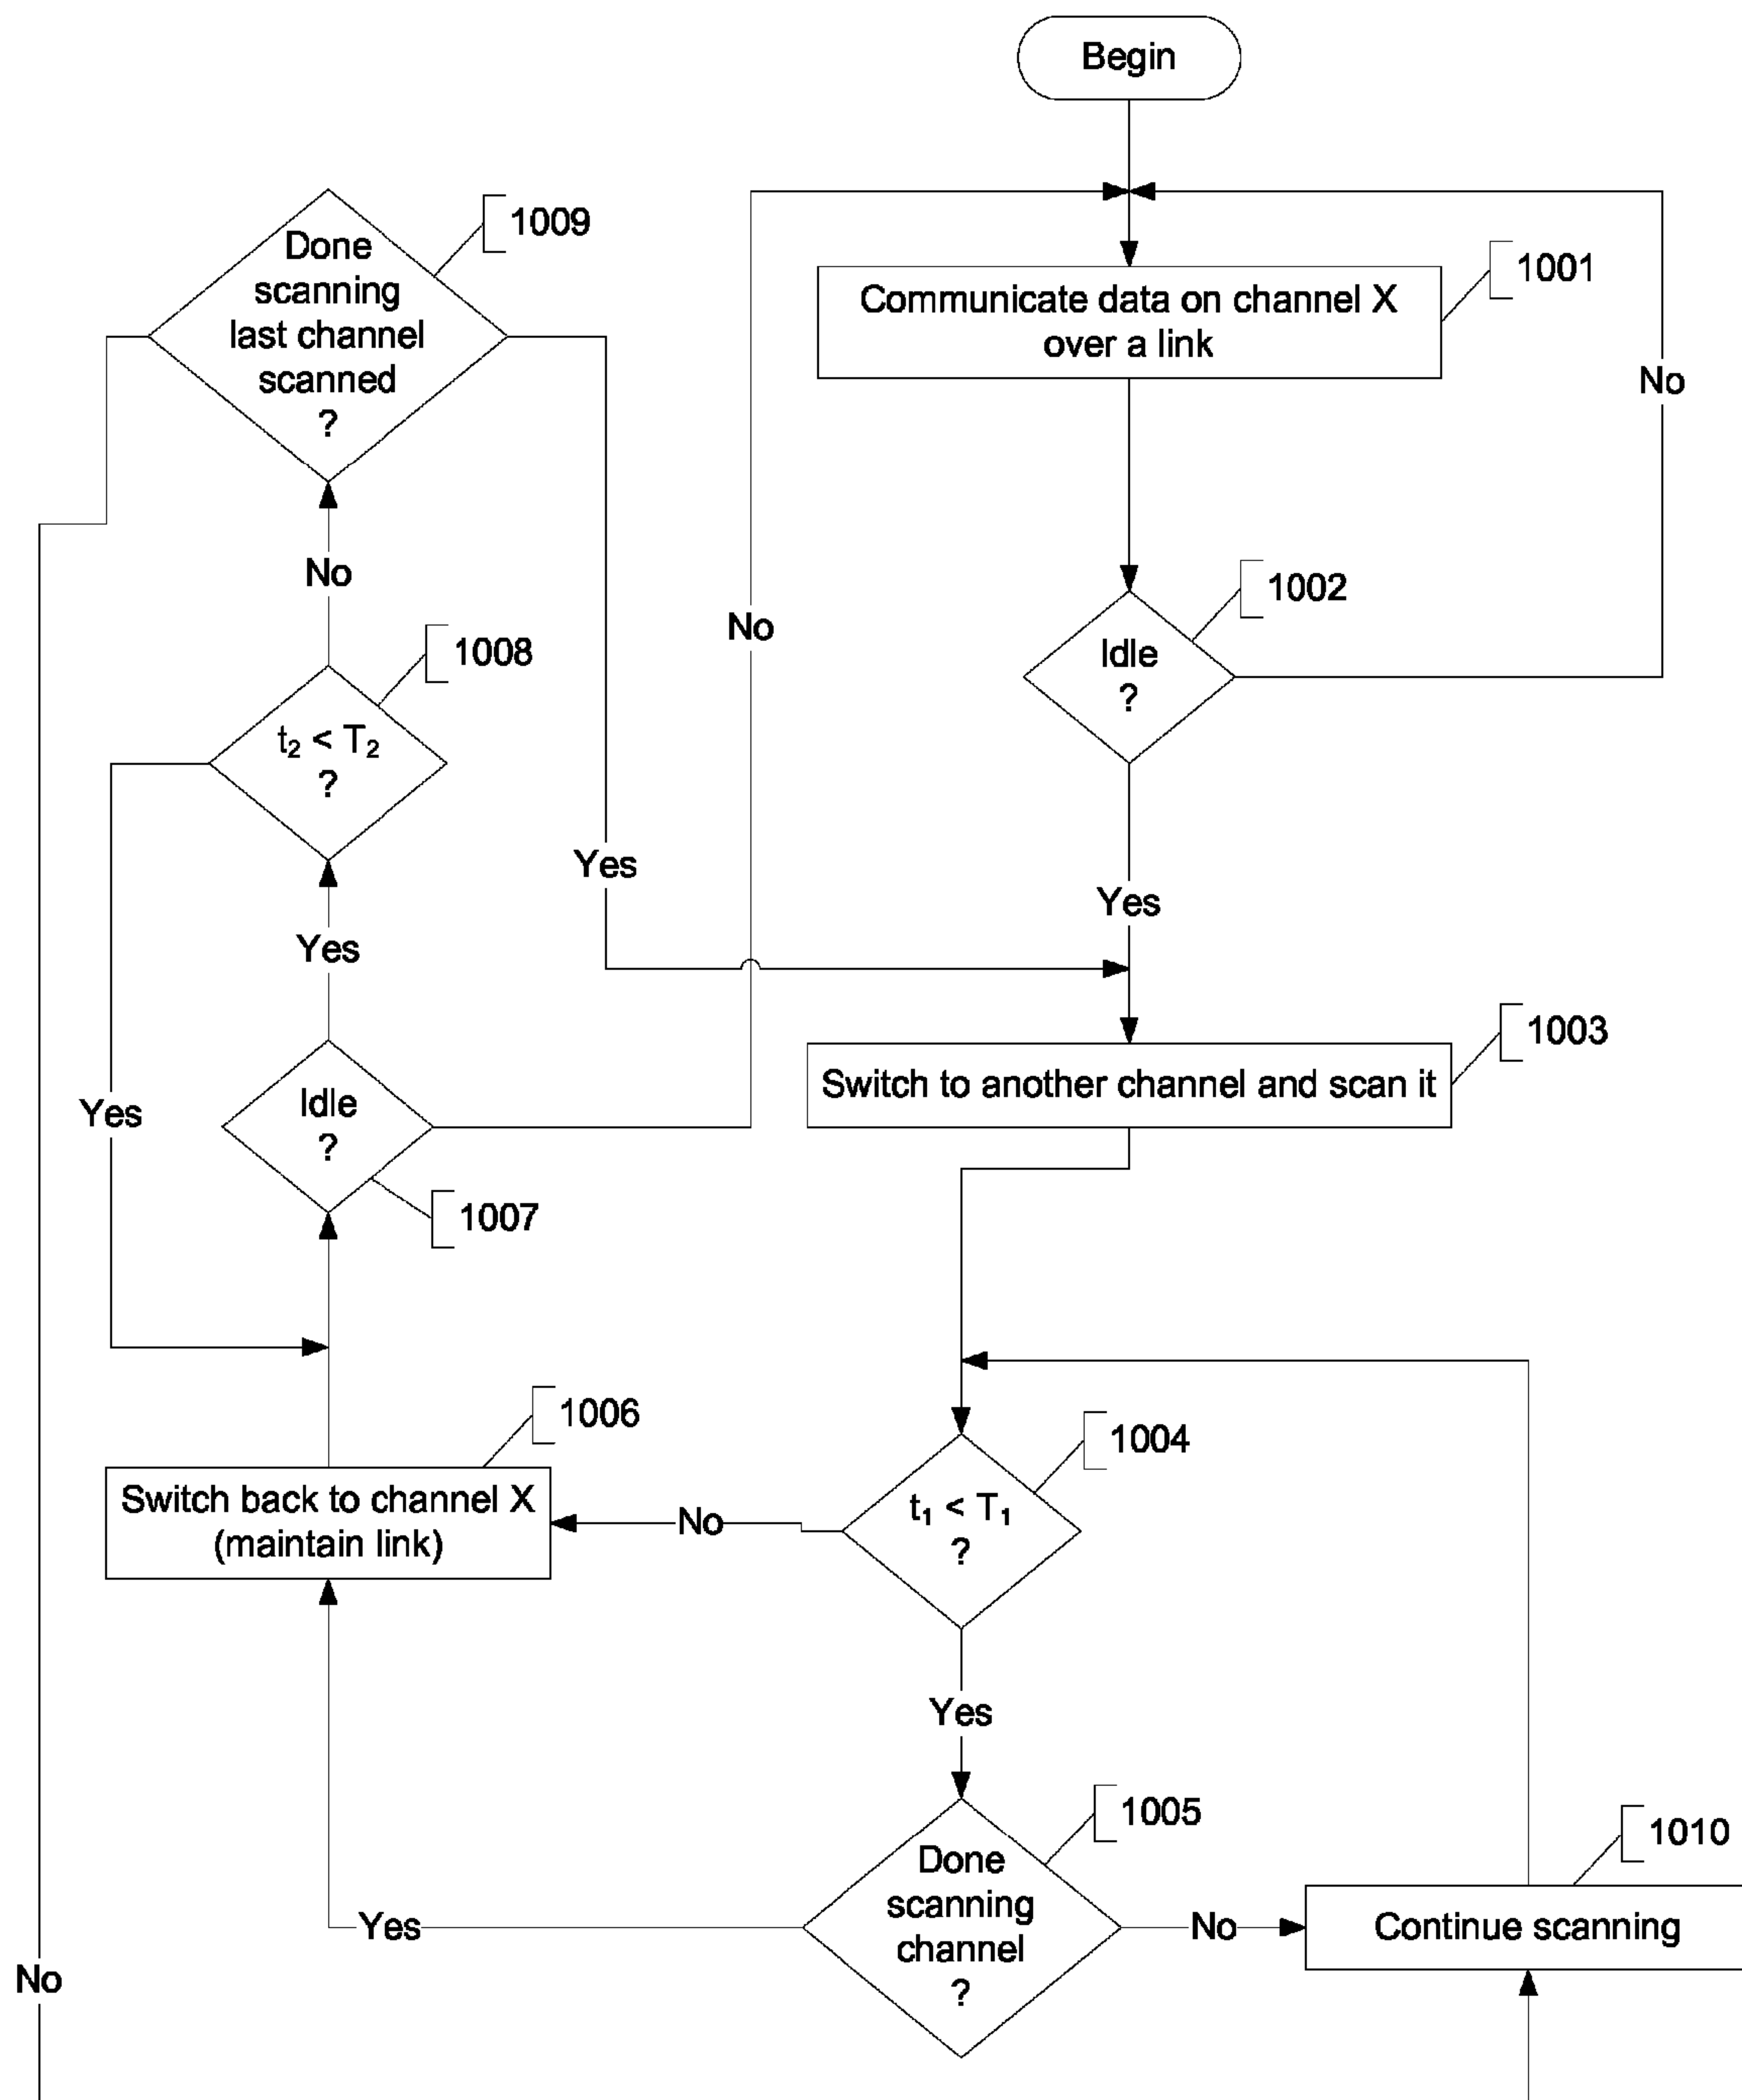 Begin
1009
Done
scanning
last channel
scanned
?
1001
Communicate data on channel X
over a link
No
No
1002
Idle
?
No
1008
t₂ < T₂
?
Yes
Yes
Yes
1003
Switch to another channel and scan it
Yes
Idle
?
1007
1006
Switch back to channel X
(maintain link)
No
1004
t₁ < T₁
?
Yes
1005
Done
scanning
channel
?
Yes
No
1010
Continue scanning
No